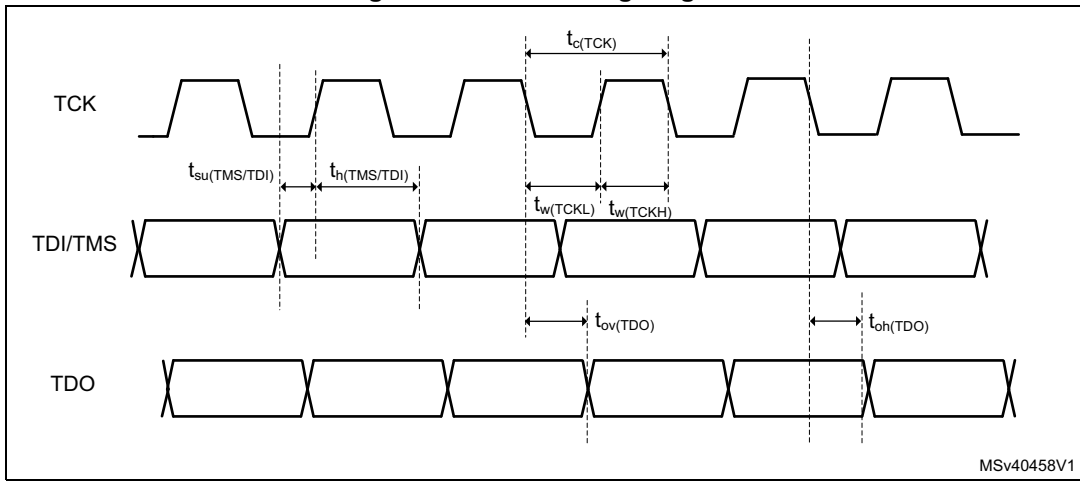 tc(TCK)
TCK
tsu(TMS/TDI)
th(TMS/TDI)
tw(TCKL)
tw(TCKH)
TDI/TMS
tov(TDO)
toh(TDO)
TDO
MSv40458V1